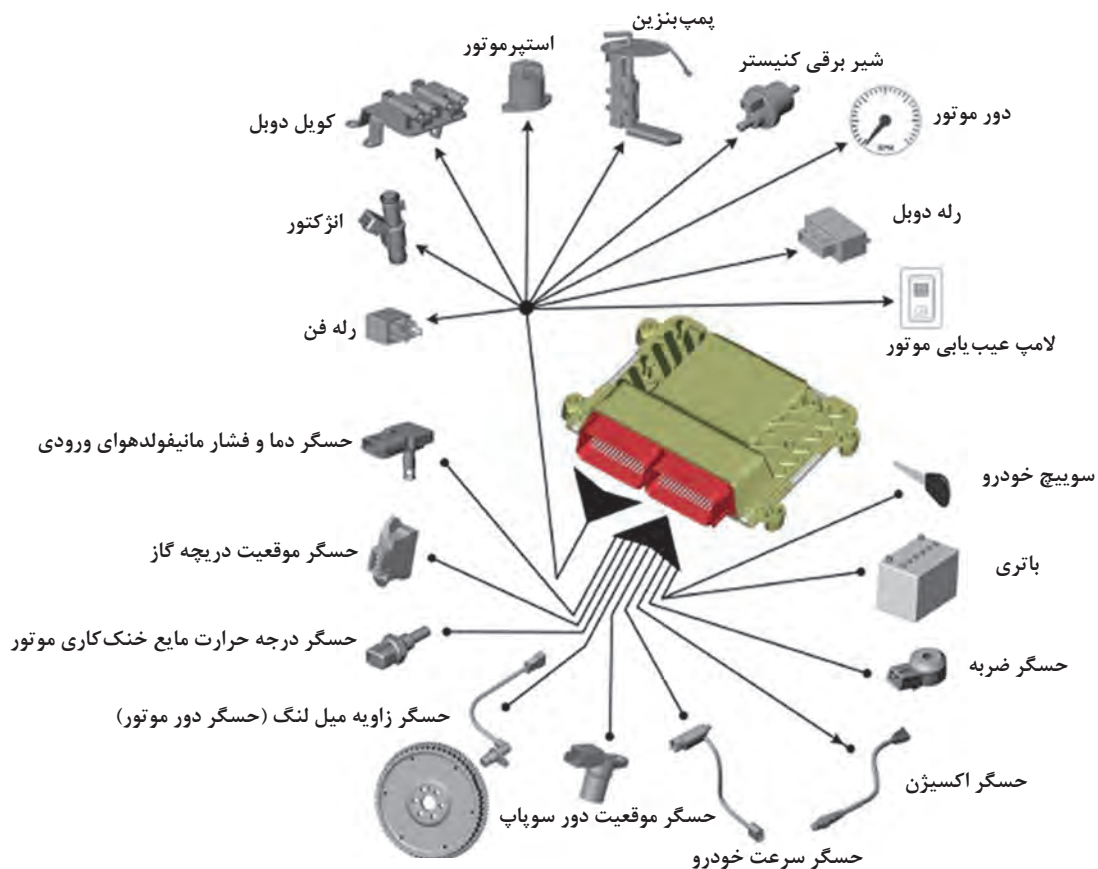 پمپ‌بنزین
استپرموتور
شیر برقی کنیستر
دور موتور
کویل دوبل
RPM
رله دوبل
انژکتور
رله فن
لامپ عیب‌یابی موتور
حسگر دما و فشار مانیفولدهوای ورودی
سوییچ خودرو
حسگر موقعیت دریچه گاز
باتری
حسگر درجه حرارت مایع خنک‌کاری موتور
حسگر ضربه
حسگر زاویه میل لنگ (حسگر دور موتور)
حسگر اکسیژن
حسگر موقعیت دور سوپاپ
حسگر سرعت خودرو